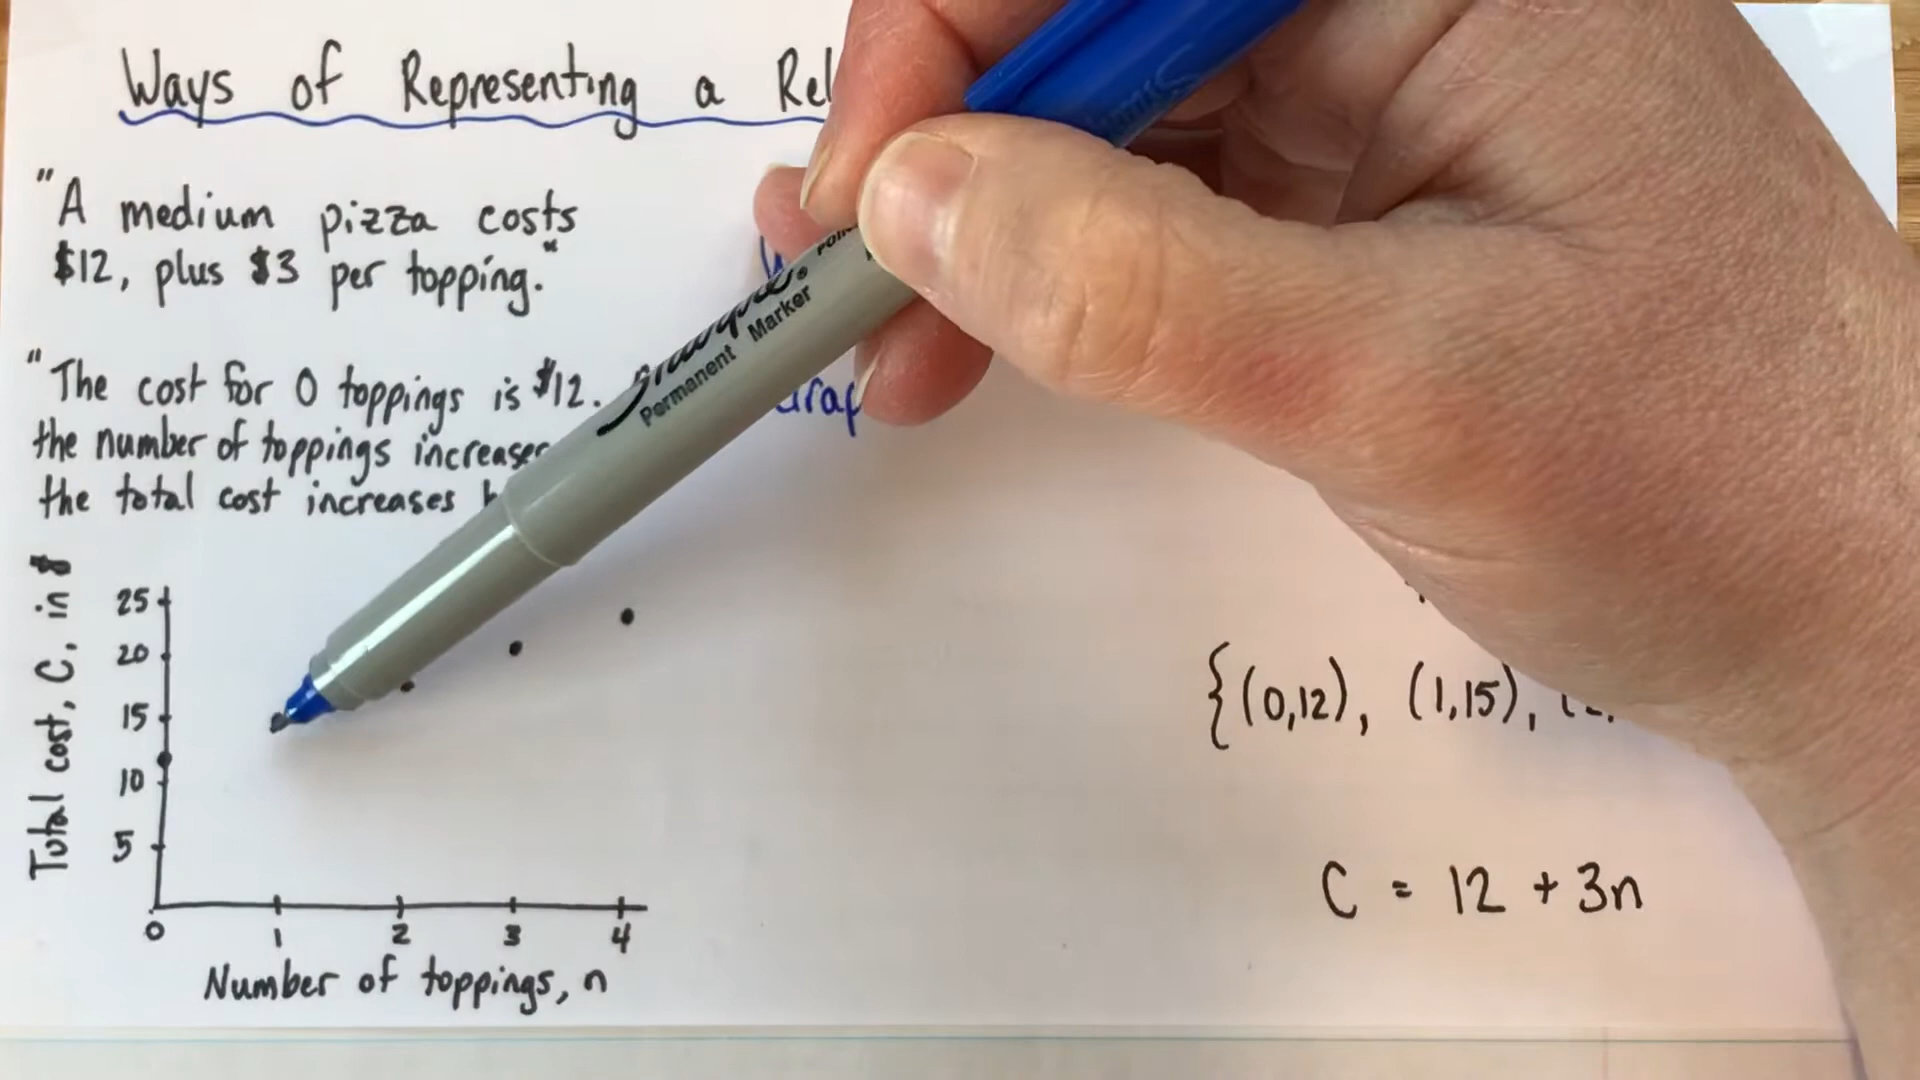 Ways of Representing a Rel
"A medium pizza costs
$12, plus $3 per topping."
"The cost for 0 toppings is $12.
the number of toppings increases
the total cost increases
Total cost, C, in $
25
20
15
10
5
0 1 2 3 4
Number of toppings, n
Permanent Marker
{(0,12), (1,15),
C = 12 + 3n